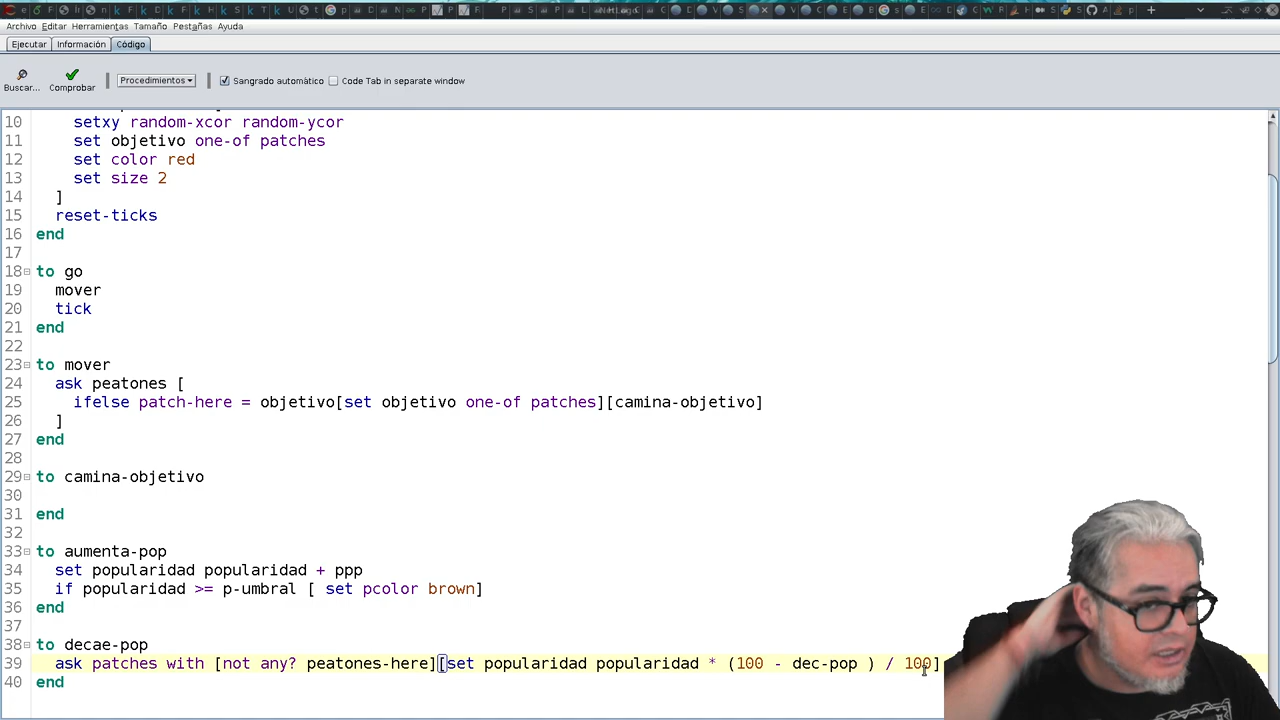 Archivo Editar Herramientas Tamaño Pestañas Ayuda
Ejecutar Información Código
Buscar... Comprobar Procedimientos Sangrado automático Code Tab in separate window
10 setxy random-xcor random-ycor
11 set objetivo one-of patches
12 set color red
13 set size 2
14 ]
15 reset-ticks
16 end
17
18 to go
19 mover
20 tick
21 end
22
23 to mover
24 ask peatones [
25 ifelse patch-here = objetivo[set objetivo one-of patches][camina-objetivo]
26 ]
27 end
28
29 to camina-objetivo
30
31 end
32
33 to aumenta-pop
34 set popularidad popularidad + ppp
35 if popularidad >= p-umbral [ set pcolor brown]
36 end
37
38 to decae-pop
39 ask patches with [not any? peatones-here][set popularidad popularidad * (100 - dec-pop ) / 100]
40 end